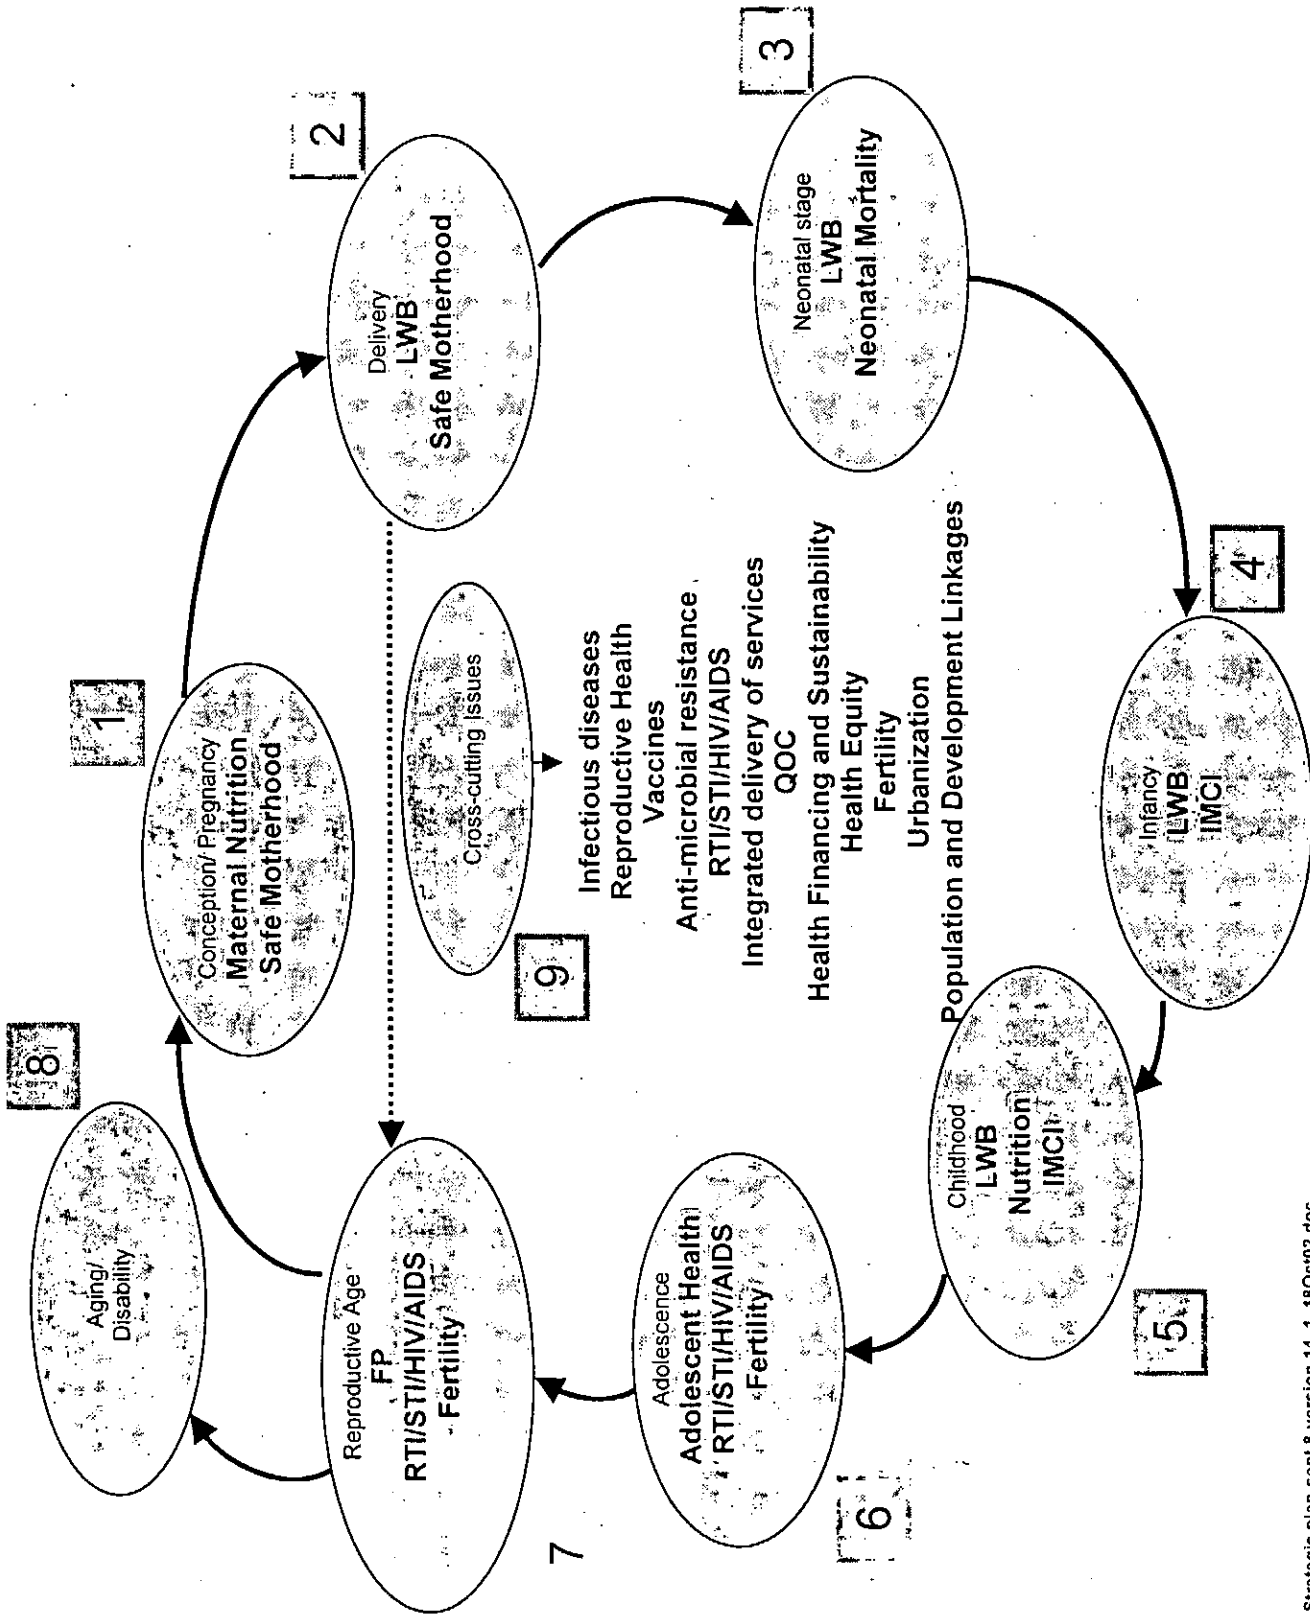 1
Conception/ Pregnancy
Maternal Nutrition
Safe Motherhood
2
Delivery
LWB
Safe Motherhood
3
Neonatal stage
LWB
Neonatal Mortality
4
Infancy
LWB
IMCI
5
Childhood
LWB
Nutrition
IMCI
6
Adolescence
Adolescent Health
RTI/STI/HIV/AIDS
Fertility
7
Reproductive Age
FP
RTI/STI/HIV/AIDS
Fertility
8
Aging/
Disability
9
Cross-cutting Issues
Infectious diseases
Reproductive Health
Vaccines
Anti-microbial resistance
RTI/STI/HIV/AIDS
Integrated delivery of services
QOC
Health Financing and Sustainability
Health Equity
Fertility
Urbanization
Population and Development Linkages